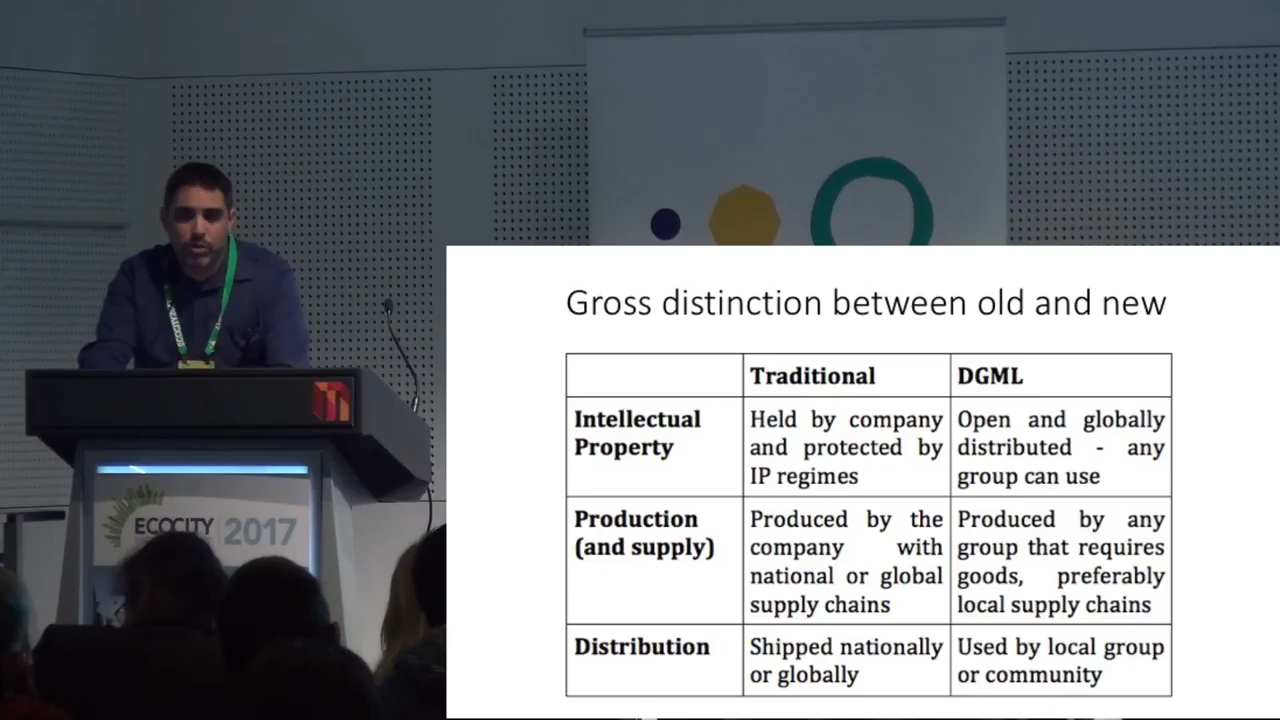 ECOCITY
ECOCITY 2017
Gross distinction between old and new
Traditional
DGML
Intellectual
Property
Held by company
and protected by
IP regimes
Open and globally
distributed - any
group can use
Production
(and supply)
Produced by the
company with
national or global
supply chains
Produced by any
group that requires
goods, preferably
local supply chains
Distribution
Shipped nationally
or globally
Used by local group
or community